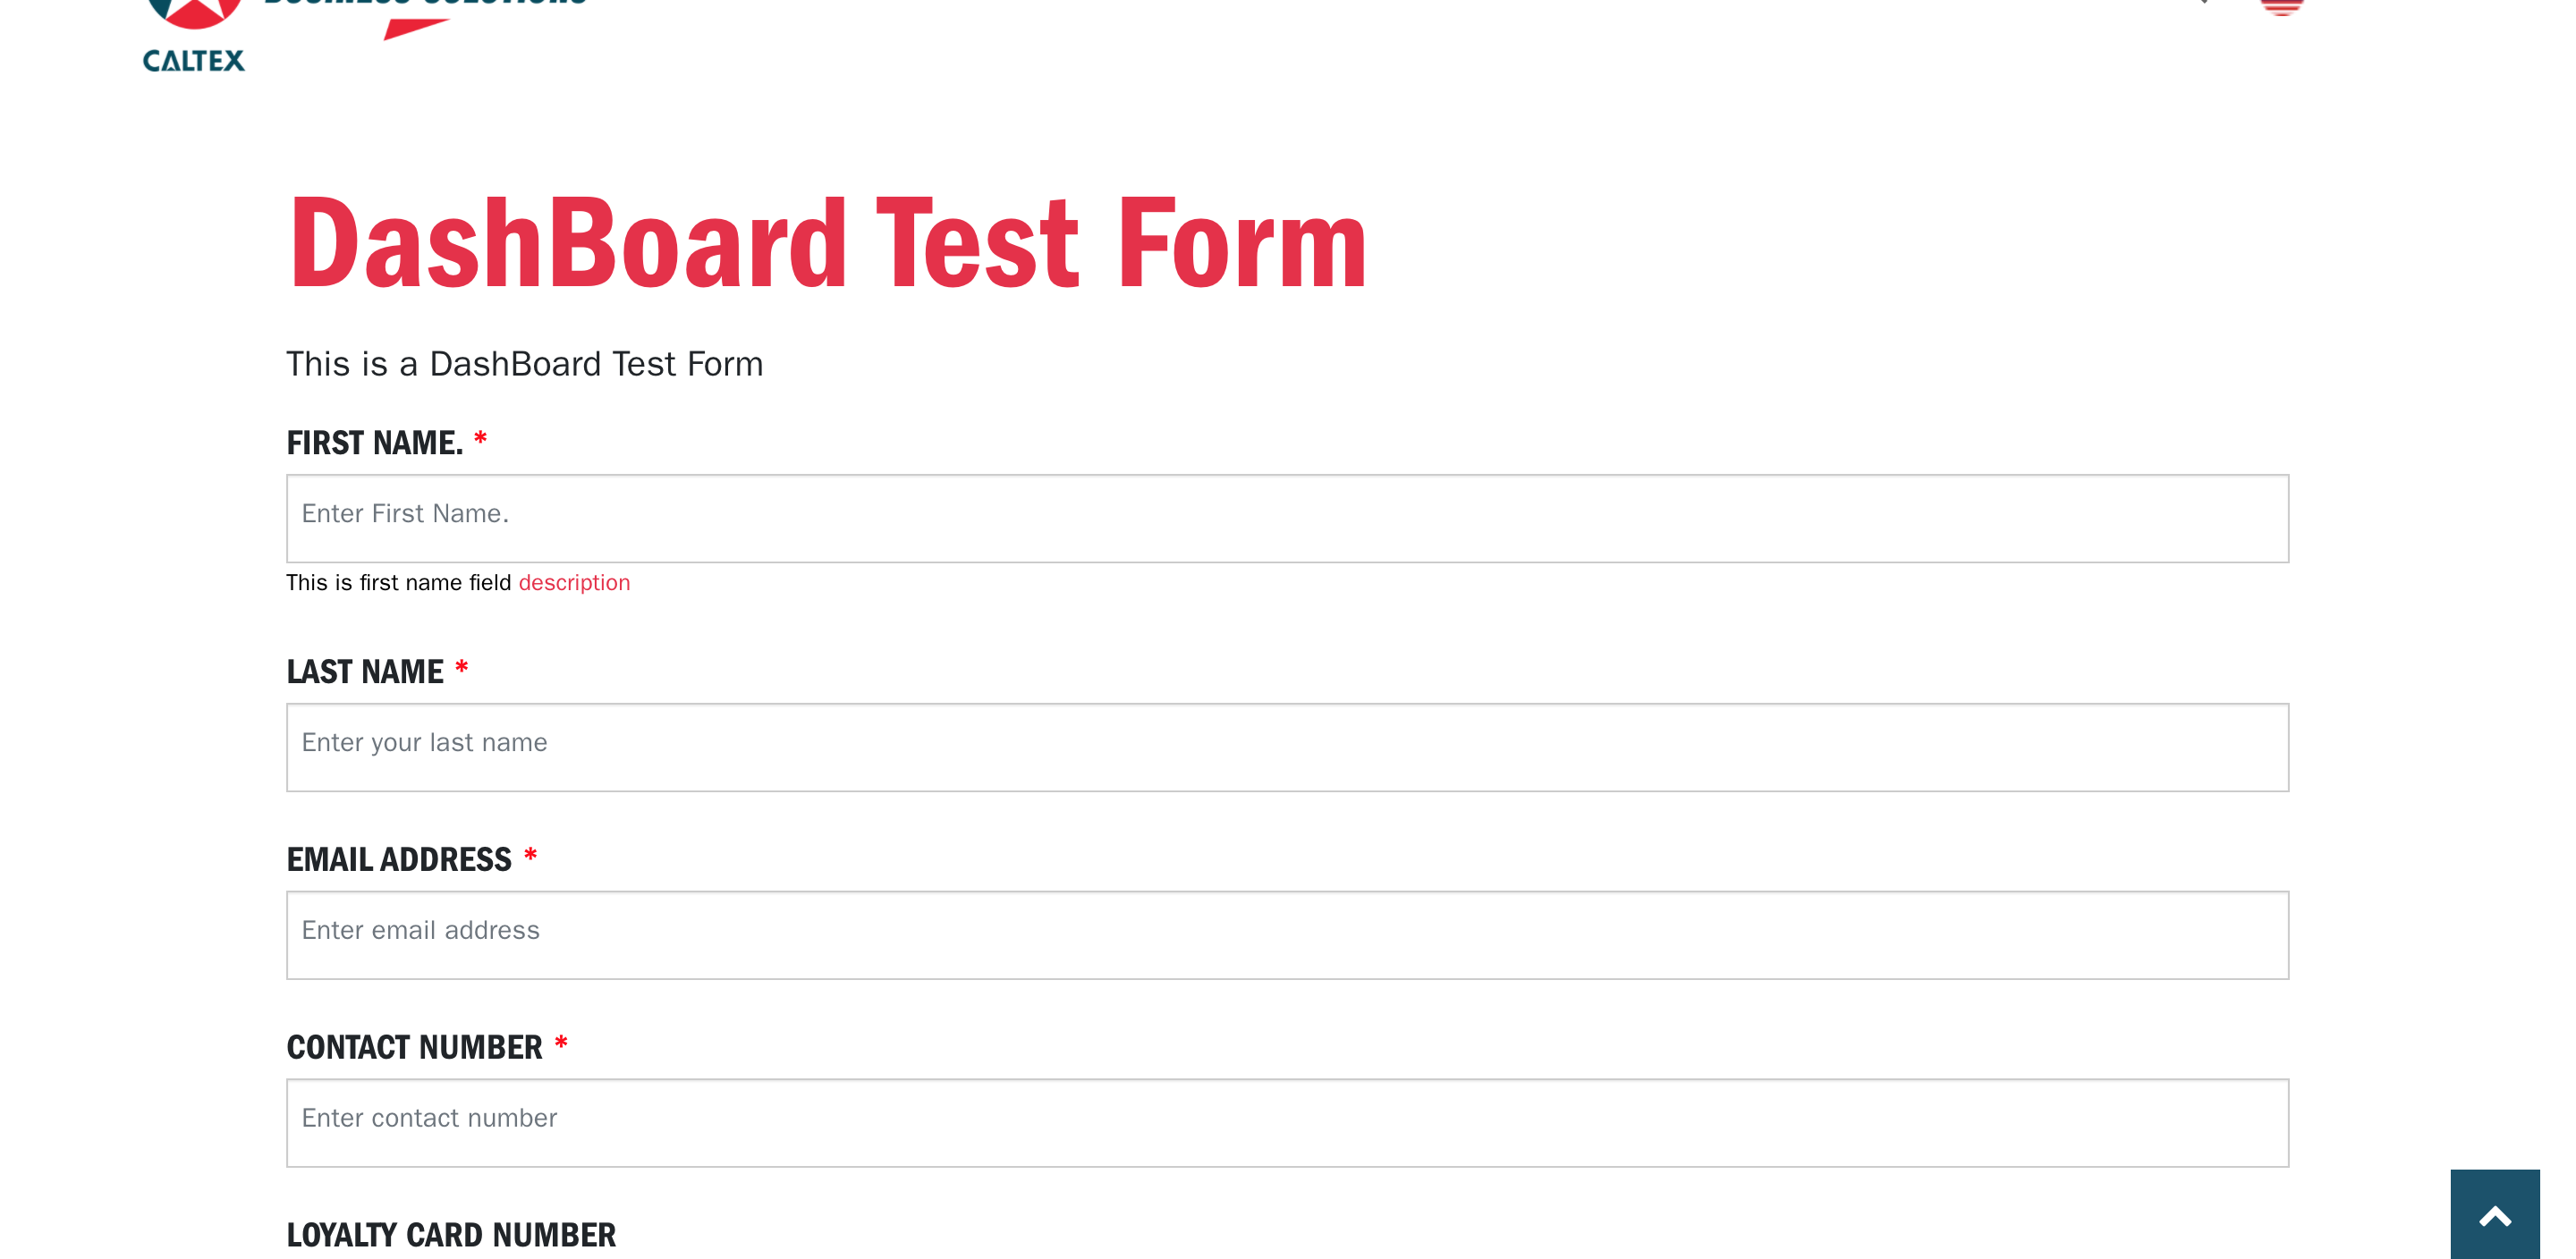 BUSINESS SOLUTIONS
CALTEX
DashBoard Test Form
This is a DashBoard Test Form
FIRST NAME. *
Enter First Name.
This is first name field description
LAST NAME *
Enter your last name
EMAIL ADDRESS *
Enter email address
CONTACT NUMBER *
Enter contact number
LOYALTY CARD NUMBER